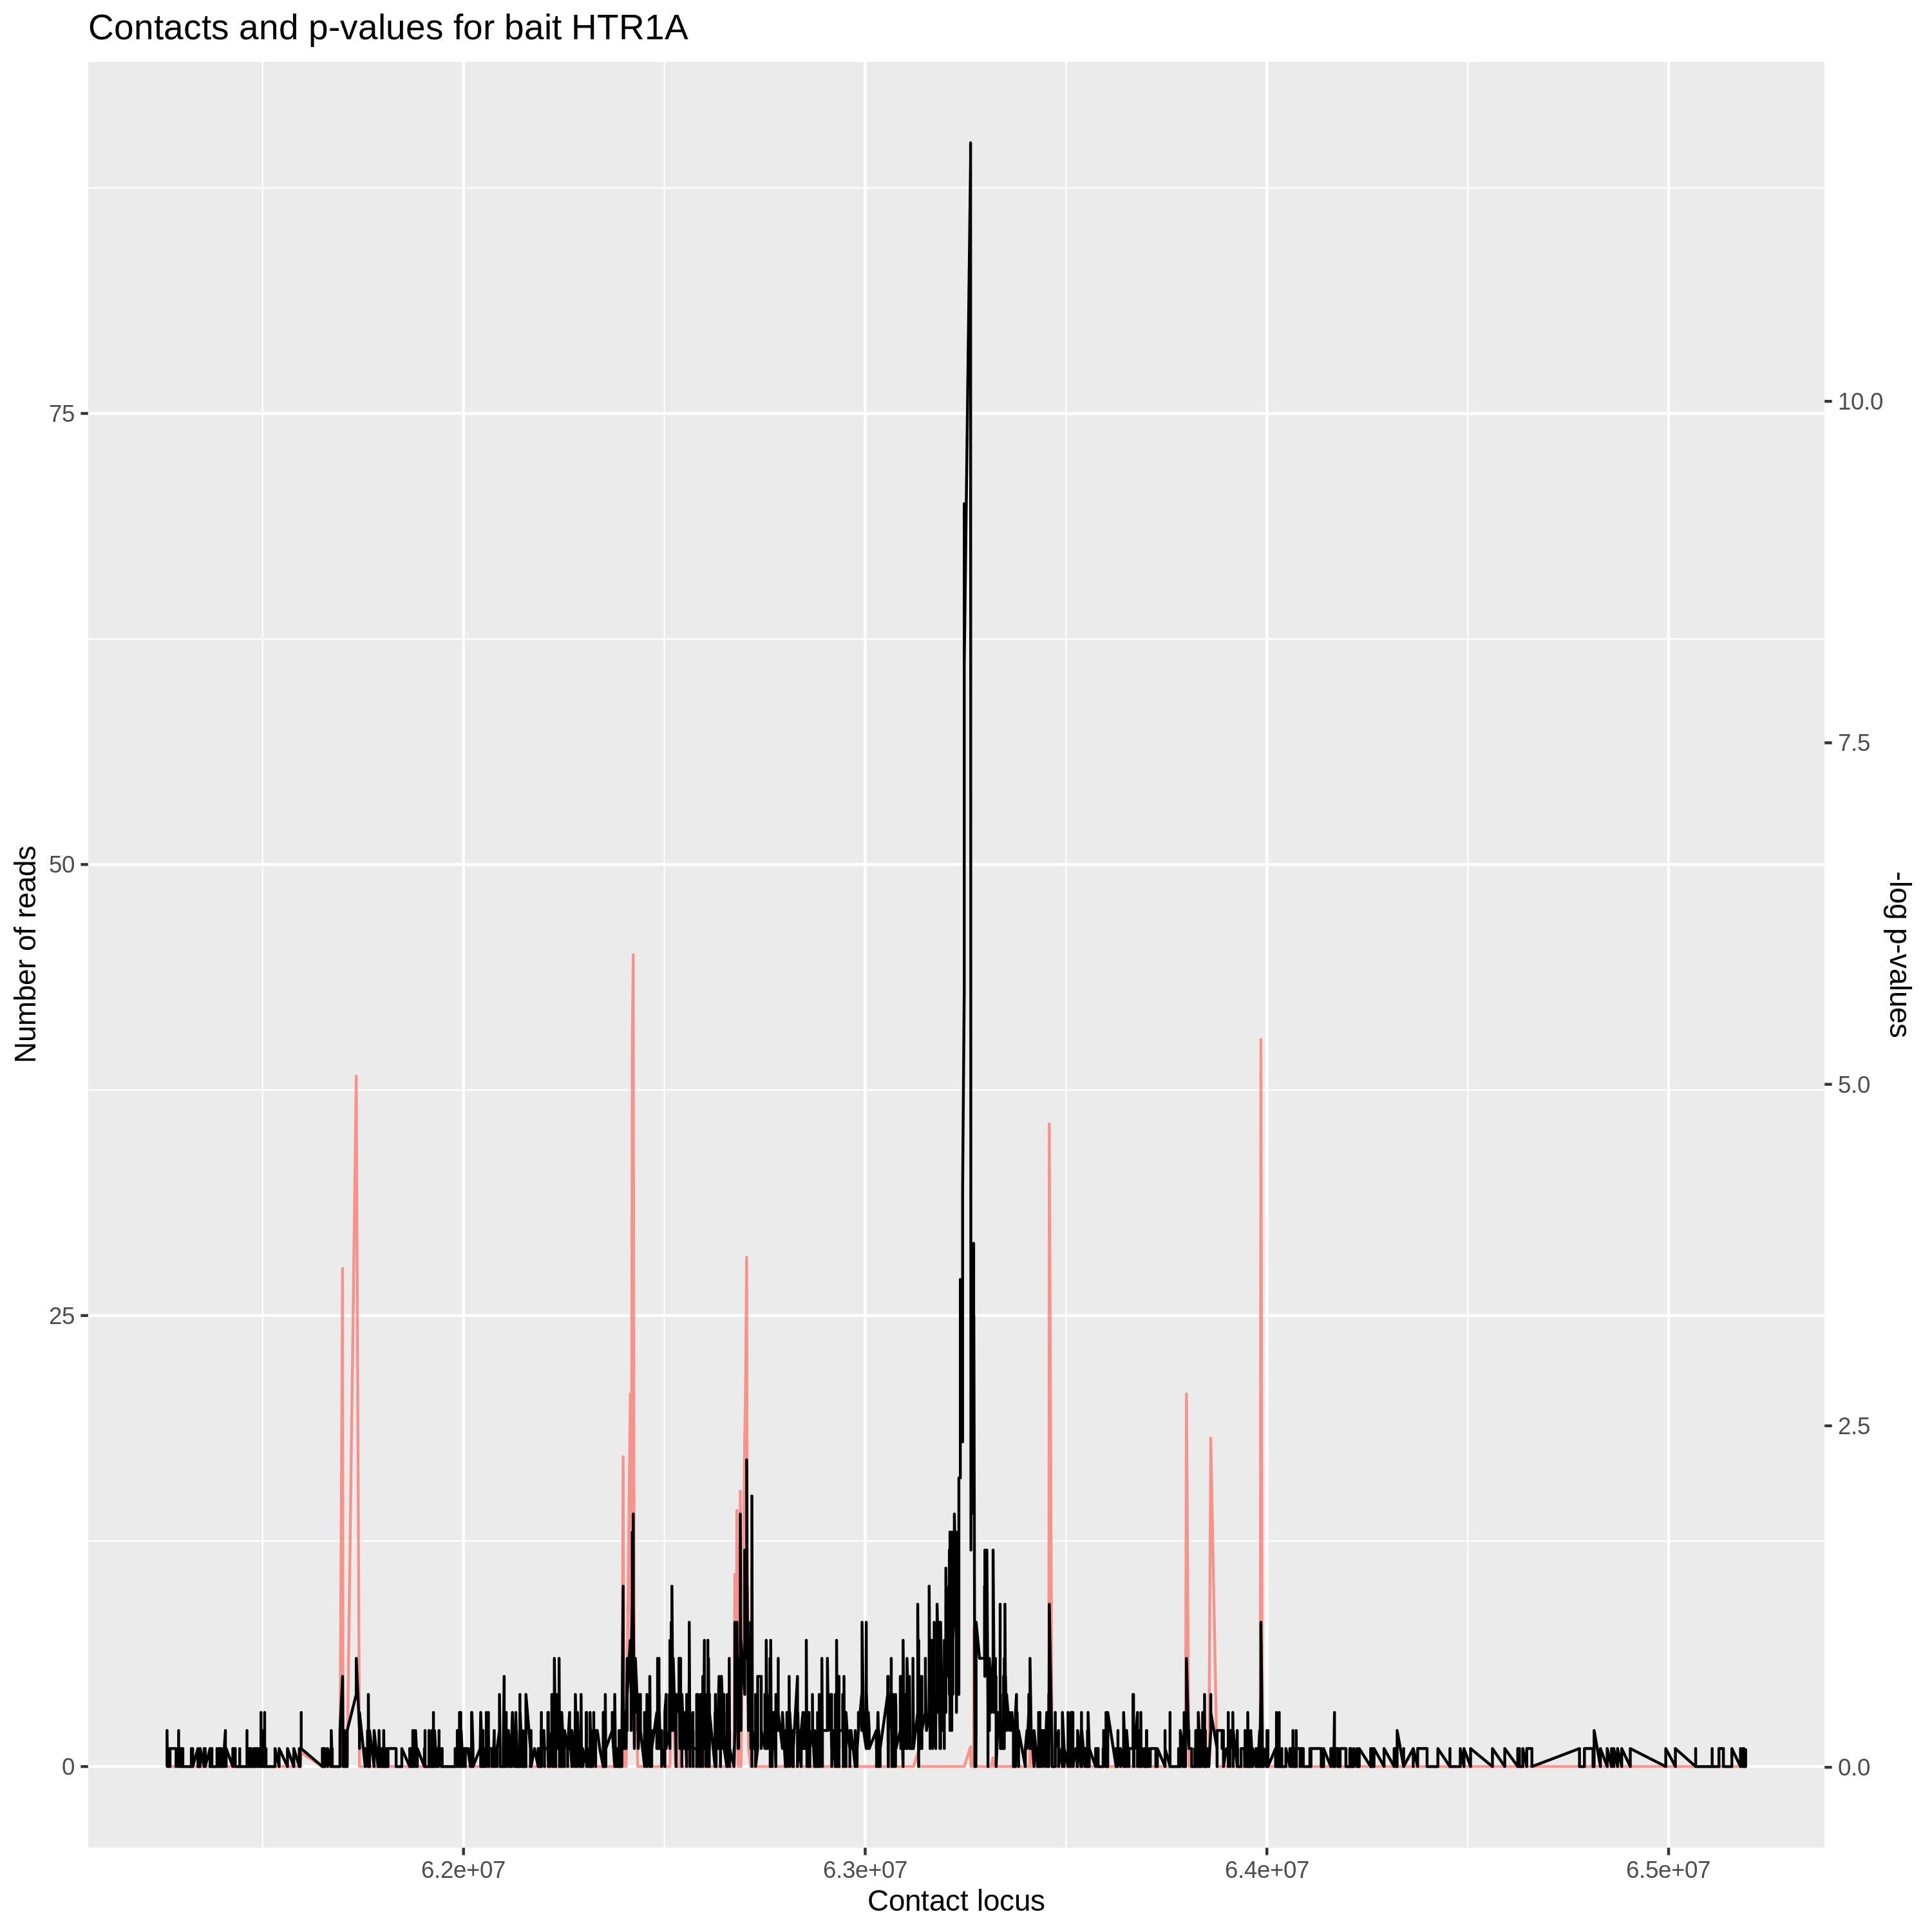 Contacts and p-values for bait HTR1A
Number of reads
75
50
25
0
10.0
7.5
5.0
2.5
0.0
-log p-values
6.2e+07
6.3e+07
6.4e+07
6.5e+07
Contact locus